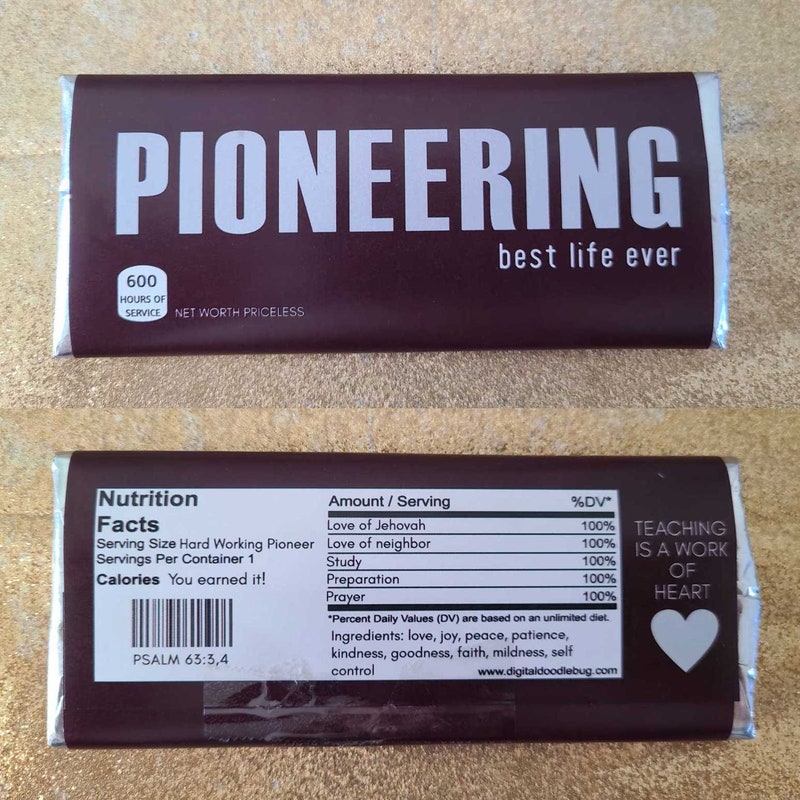 PIONEERING
best life ever
600
HOURS OF
SERVICE
NET WORTH PRICELESS
Nutrition
Facts
Serving Size Hard Working Pioneer
Servings Per Container 1
Calories You earned it!
PSALM 63:3,4
Amount / Serving %DV*
Love of Jehovah 100%
Love of neighbor 100%
Study 100%
Preparation 100%
Prayer 100%
*Percent Daily Values (DV) are based on an unlimited diet.
Ingredients: love, joy, peace, patience,
kindness, goodness, faith, mildness, self
control
www.digitaldoodlebug.com
TEACHING
IS A WORK
OF
HEART